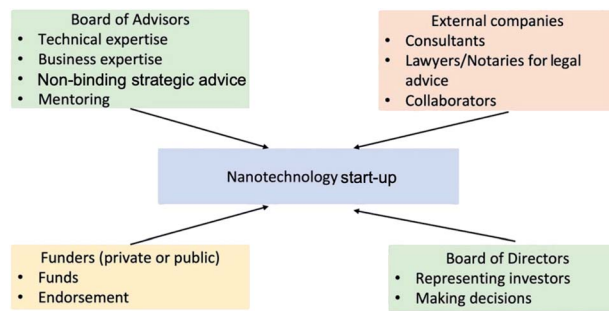 Board of Advisors
• Technical expertise
• Business expertise
• Non-binding strategic advice
• Mentoring
External companies
• Consultants
• Lawyers/Notaries for legal
advice
• Collaborators
Nanotechnology start-up
Funders (private or public)
• Funds
• Endorsement
Board of Directors
• Representing investors
• Making decisions